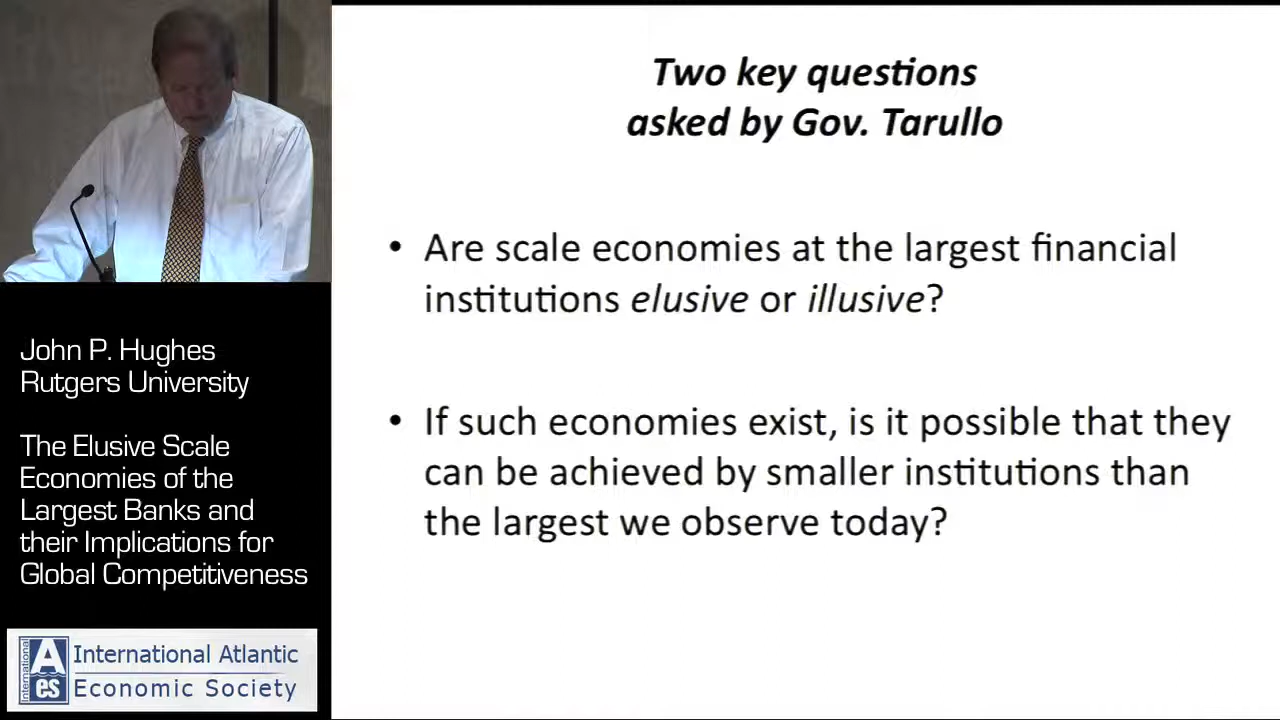 Two key questions
asked by Gov. Tarullo
• Are scale economies at the largest financial
institutions elusive or illusive?
• If such economies exist, is it possible that they
can be achieved by smaller institutions than
the largest we observe today?
John P. Hughes
Rutgers University
The Elusive Scale
Economies of the
Largest Banks and
their Implications for
Global Competitiveness
International
A
es
International Atlantic
Economic Society